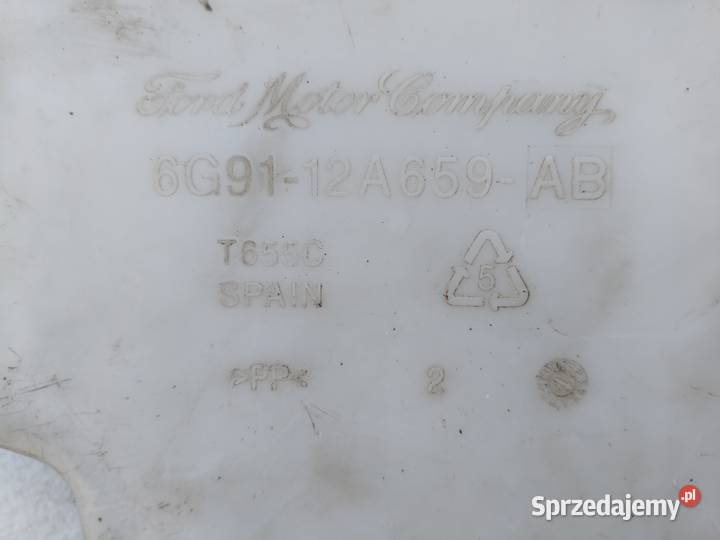 Ford Motor Company
6G91-12A659-AB
T655C
SPAIN
5
>PP<
2
Sprzedajemy.pl